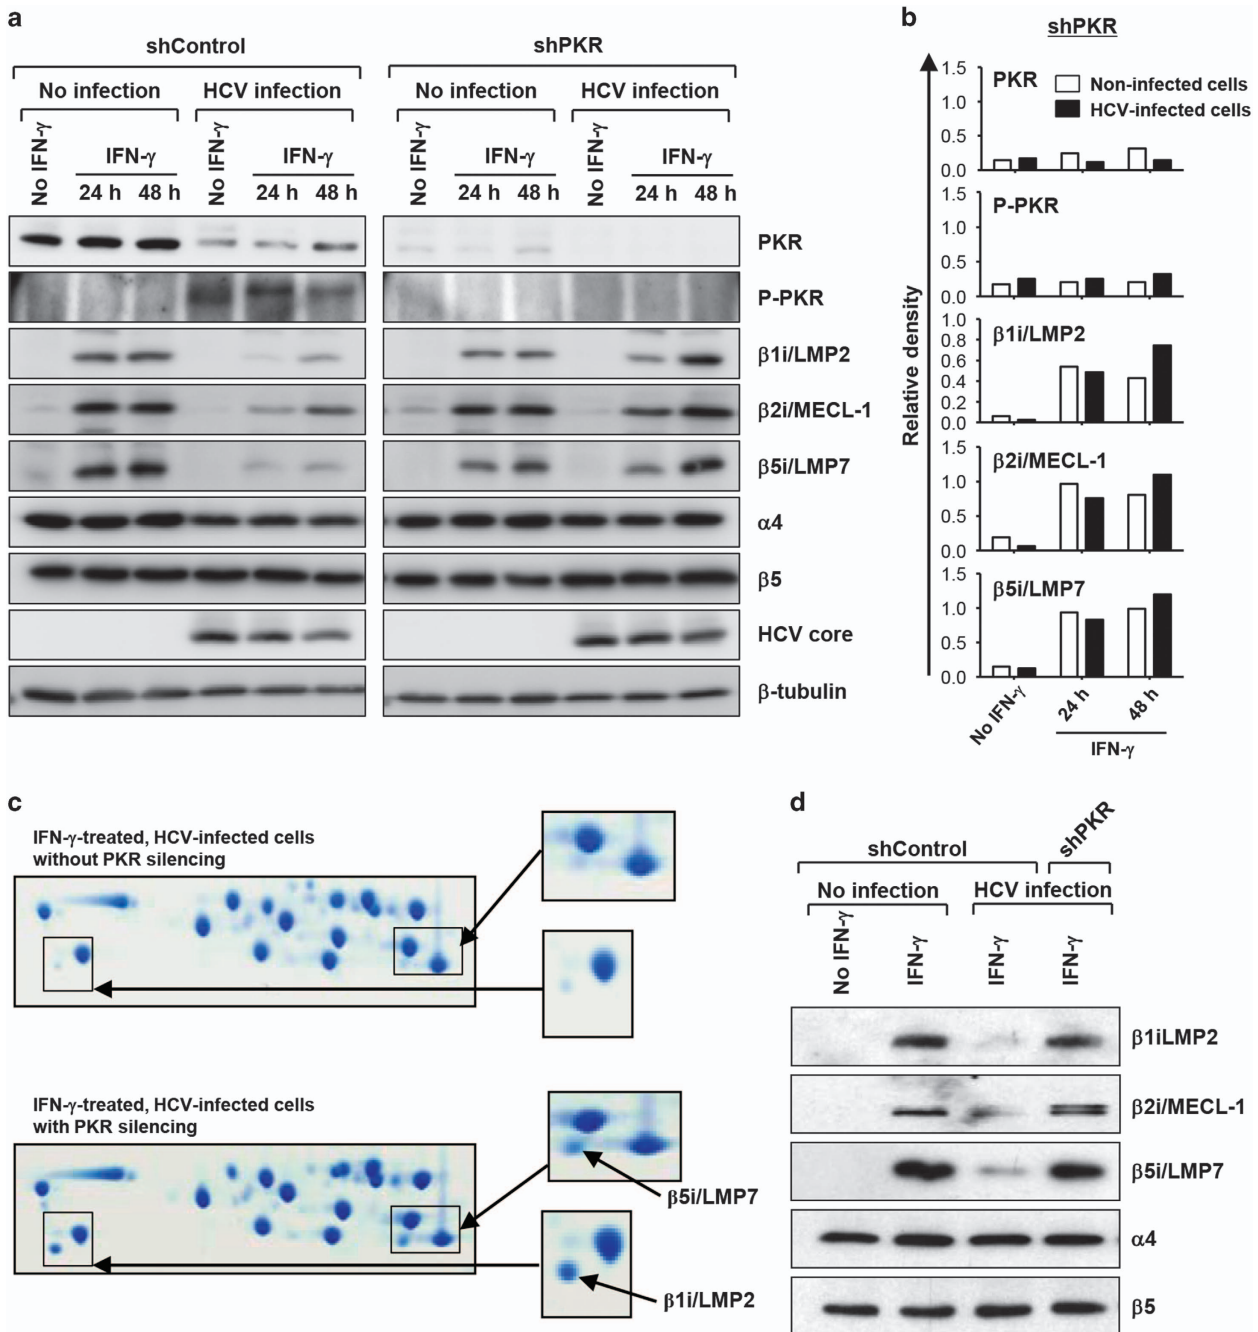 a
shControl shPKR
No infection HCV infection No infection HCV infection
No IFN-γ IFN-γ No IFN-γ IFN-γ No IFN-γ IFN-γ No IFN-γ IFN-γ
24 h 48 h 24 h 48 h 24 h 48 h 24 h 48 h
PKR
P-PKR
β1i/LMP2
β2i/MECL-1
β5i/LMP7
α4
β5
HCV core
β-tubulin
b
shPKR
Relative density
PKR
Non-infected cells
HCV-infected cells
1.5
1.0
0.5
0.0
P-PKR
1.5
1.0
0.5
0.0
β1i/LMP2
1.0
0.8
0.6
0.4
0.2
0.0
β2i/MECL-1
1.5
1.0
0.5
0.0
β5i/LMP7
1.5
1.0
0.5
0.0
No IFN-γ 24 h 48 h
IFN-γ
c
IFN-γ-treated, HCV-infected cells
without PKR silencing
IFN-γ-treated, HCV-infected cells
with PKR silencing
β5i/LMP7
β1i/LMP2
d
shControl shPKR
No infection HCV infection
No IFN-γ IFN-γ IFN-γ IFN-γ
β1iLMP2
β2i/MECL-1
β5i/LMP7
α4
β5